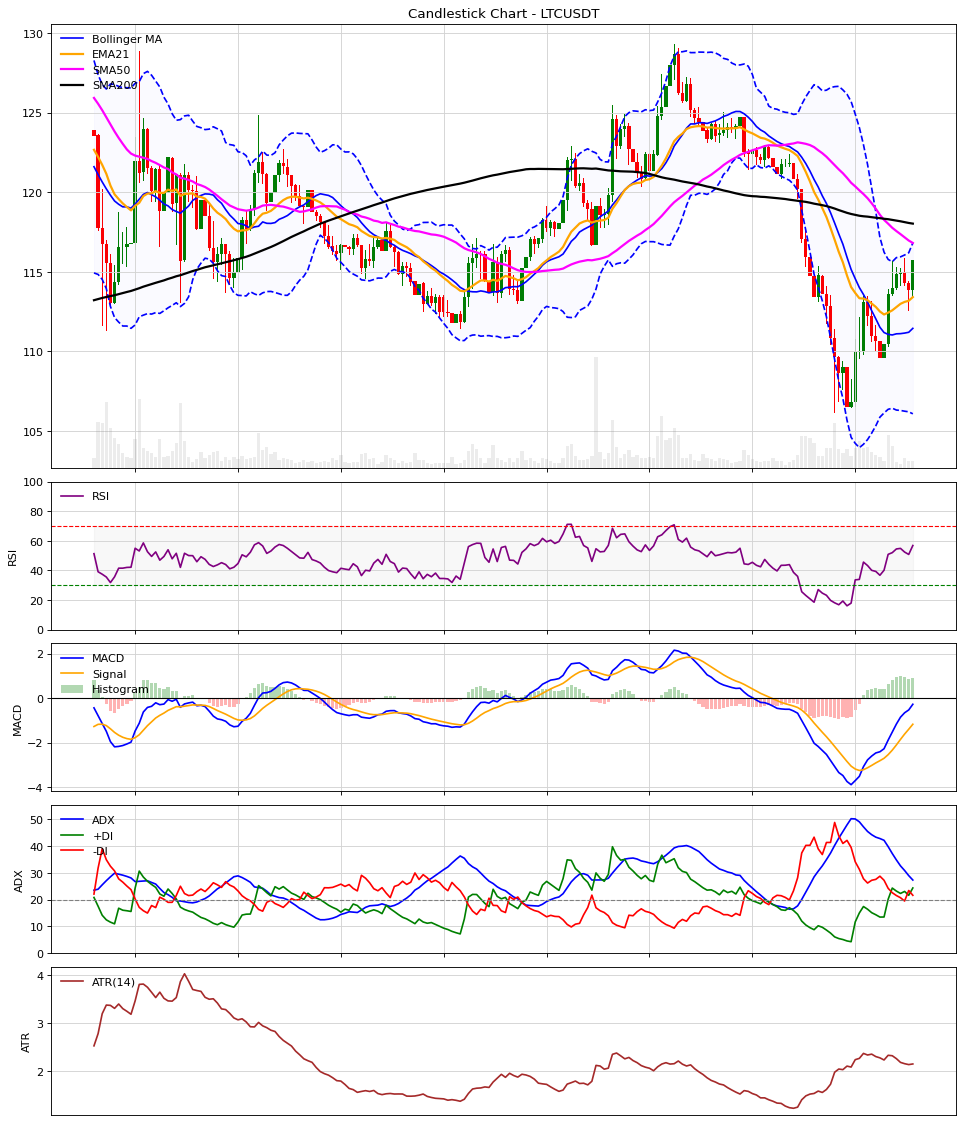 Candlestick Chart - LTCUSDT
Bollinger MA
EMA21
SMA50
SMA200
130
125
120
115
110
105
RSI
RSI
100
80
60
40
20
0
MACD
Signal
Histogram
MACD
2
0
−2
−4
ADX
+DI
-DI
ADX
50
40
30
20
10
0
ATR(14)
ATR
4
3
2